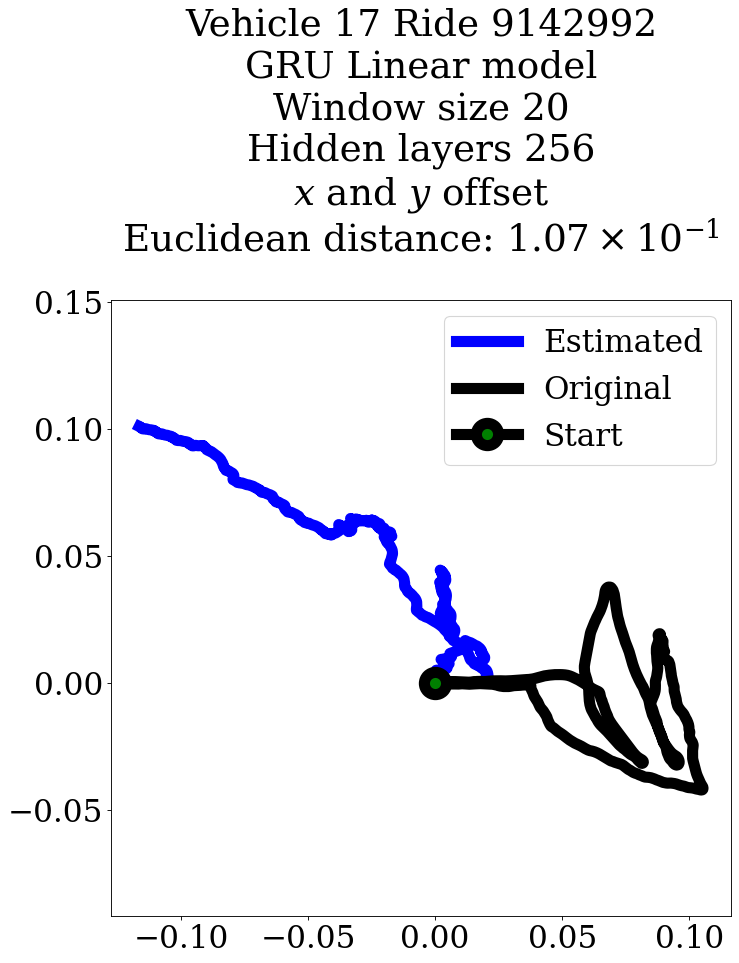 Vehicle 17 Ride 9142992
GRU Linear model
Window size 20
Hidden layers 256
x and y offset
Euclidean distance: 1.07 × 10⁻¹
0.15
0.10
0.05
0.00
−0.05
Estimated
Original
Start
−0.10 −0.05 0.00 0.05 0.10